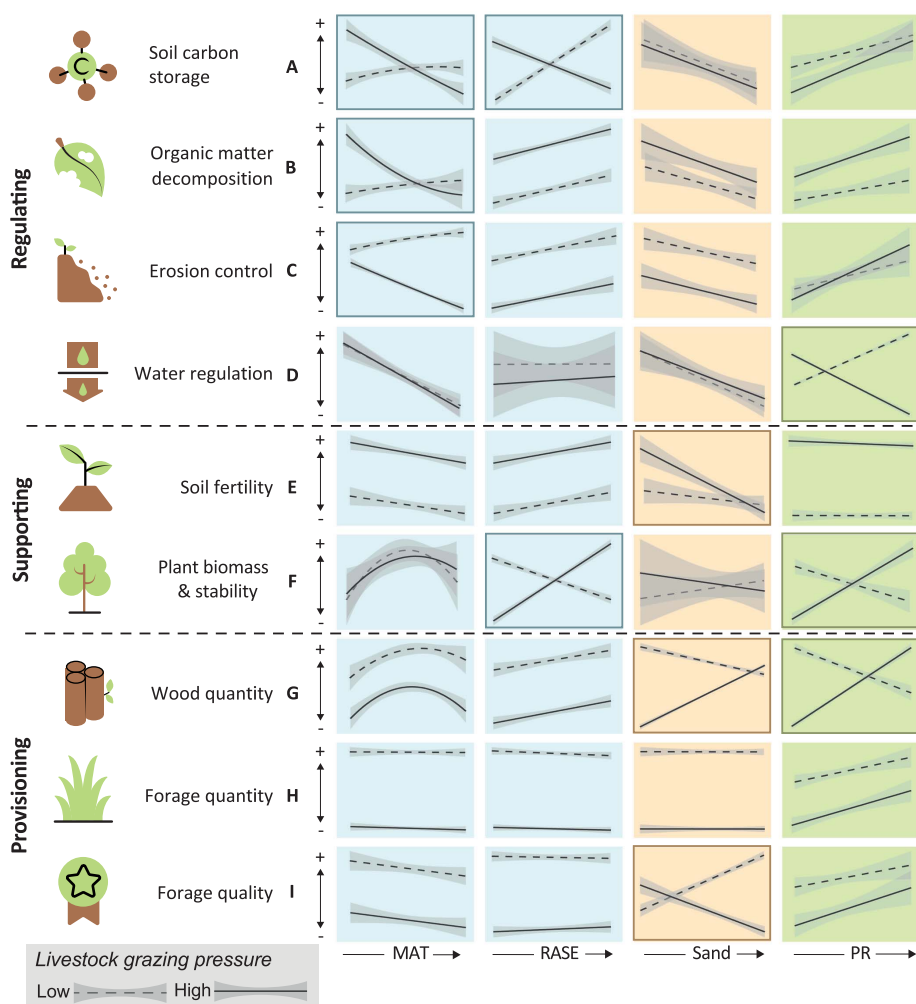 Regulating
Soil carbon
storage
A
+
-
C
Organic matter
decomposition
B
+
-
Erosion control
C
+
-
Water regulation
D
+
-
Supporting
Soil fertility
E
+
-
Plant biomass
& stability
F
+
-
Provisioning
Wood quantity
G
+
-
Forage quantity
H
+
-
Forage quality
I
+
-
MAT
RASE
Sand
PR
Livestock grazing pressure
Low
High